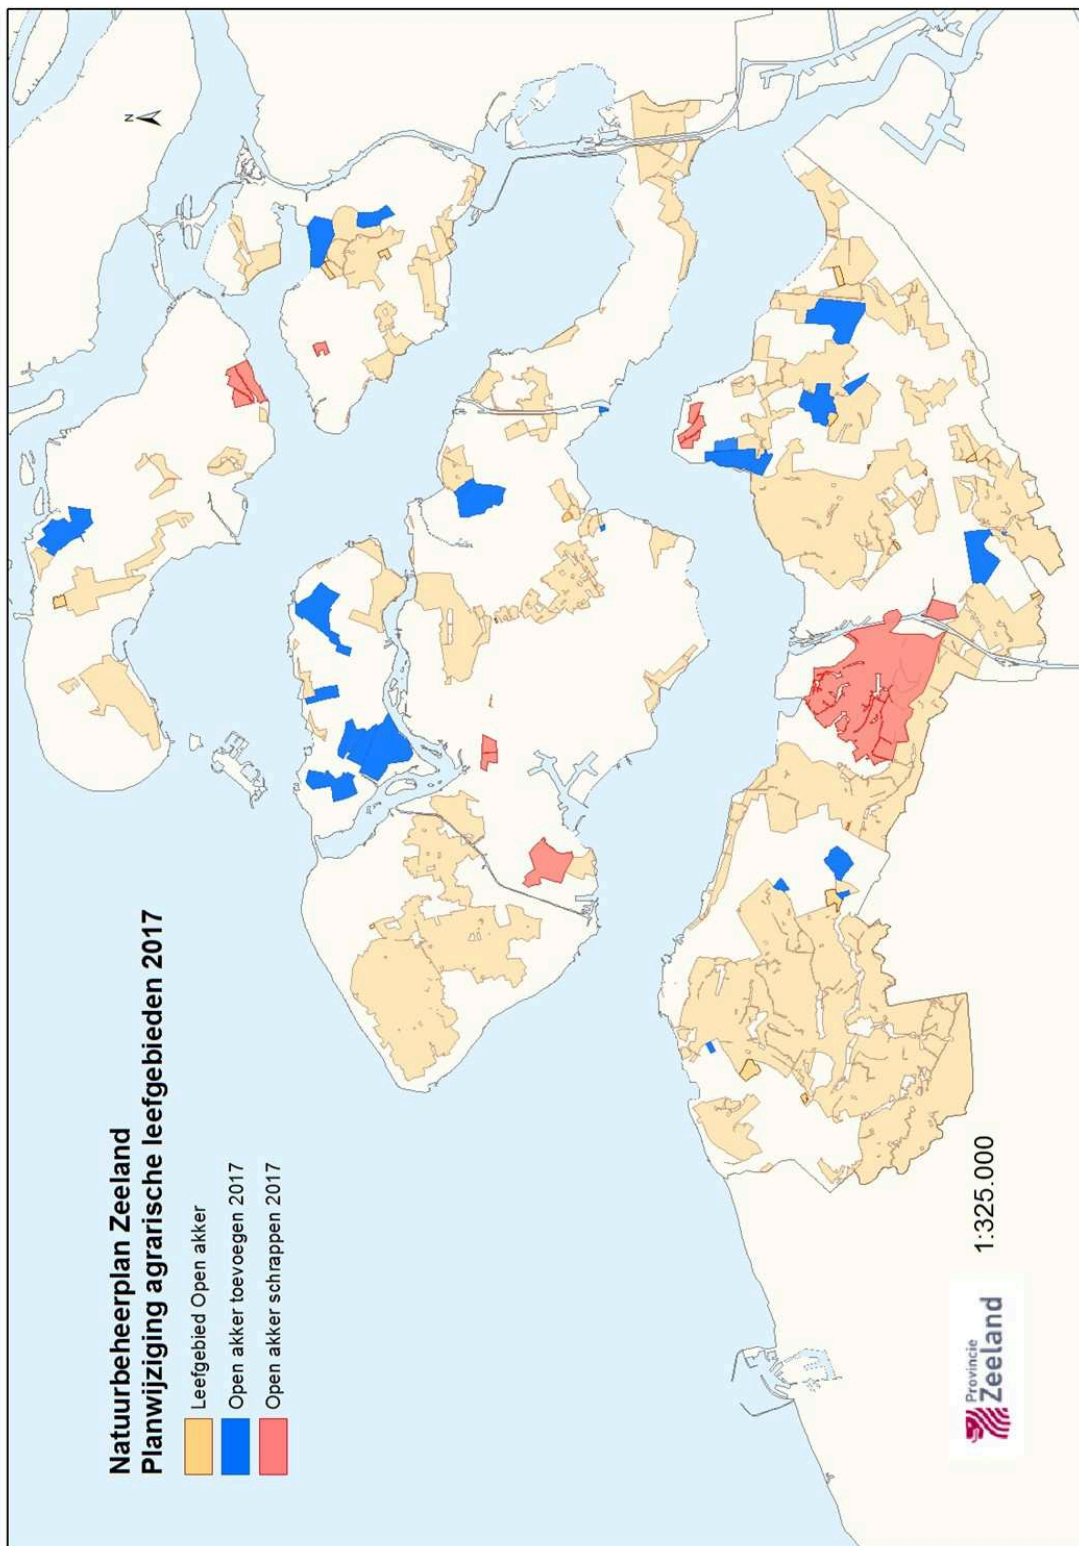 Natuurbeheerplan Zeeland
Planwijziging agrarische leefgebieden 2017
Leefgebied Open akker
Open akker toevoegen 2017
Open akker schrappen 2017
N
1:325.000
Provincie
Zeeland